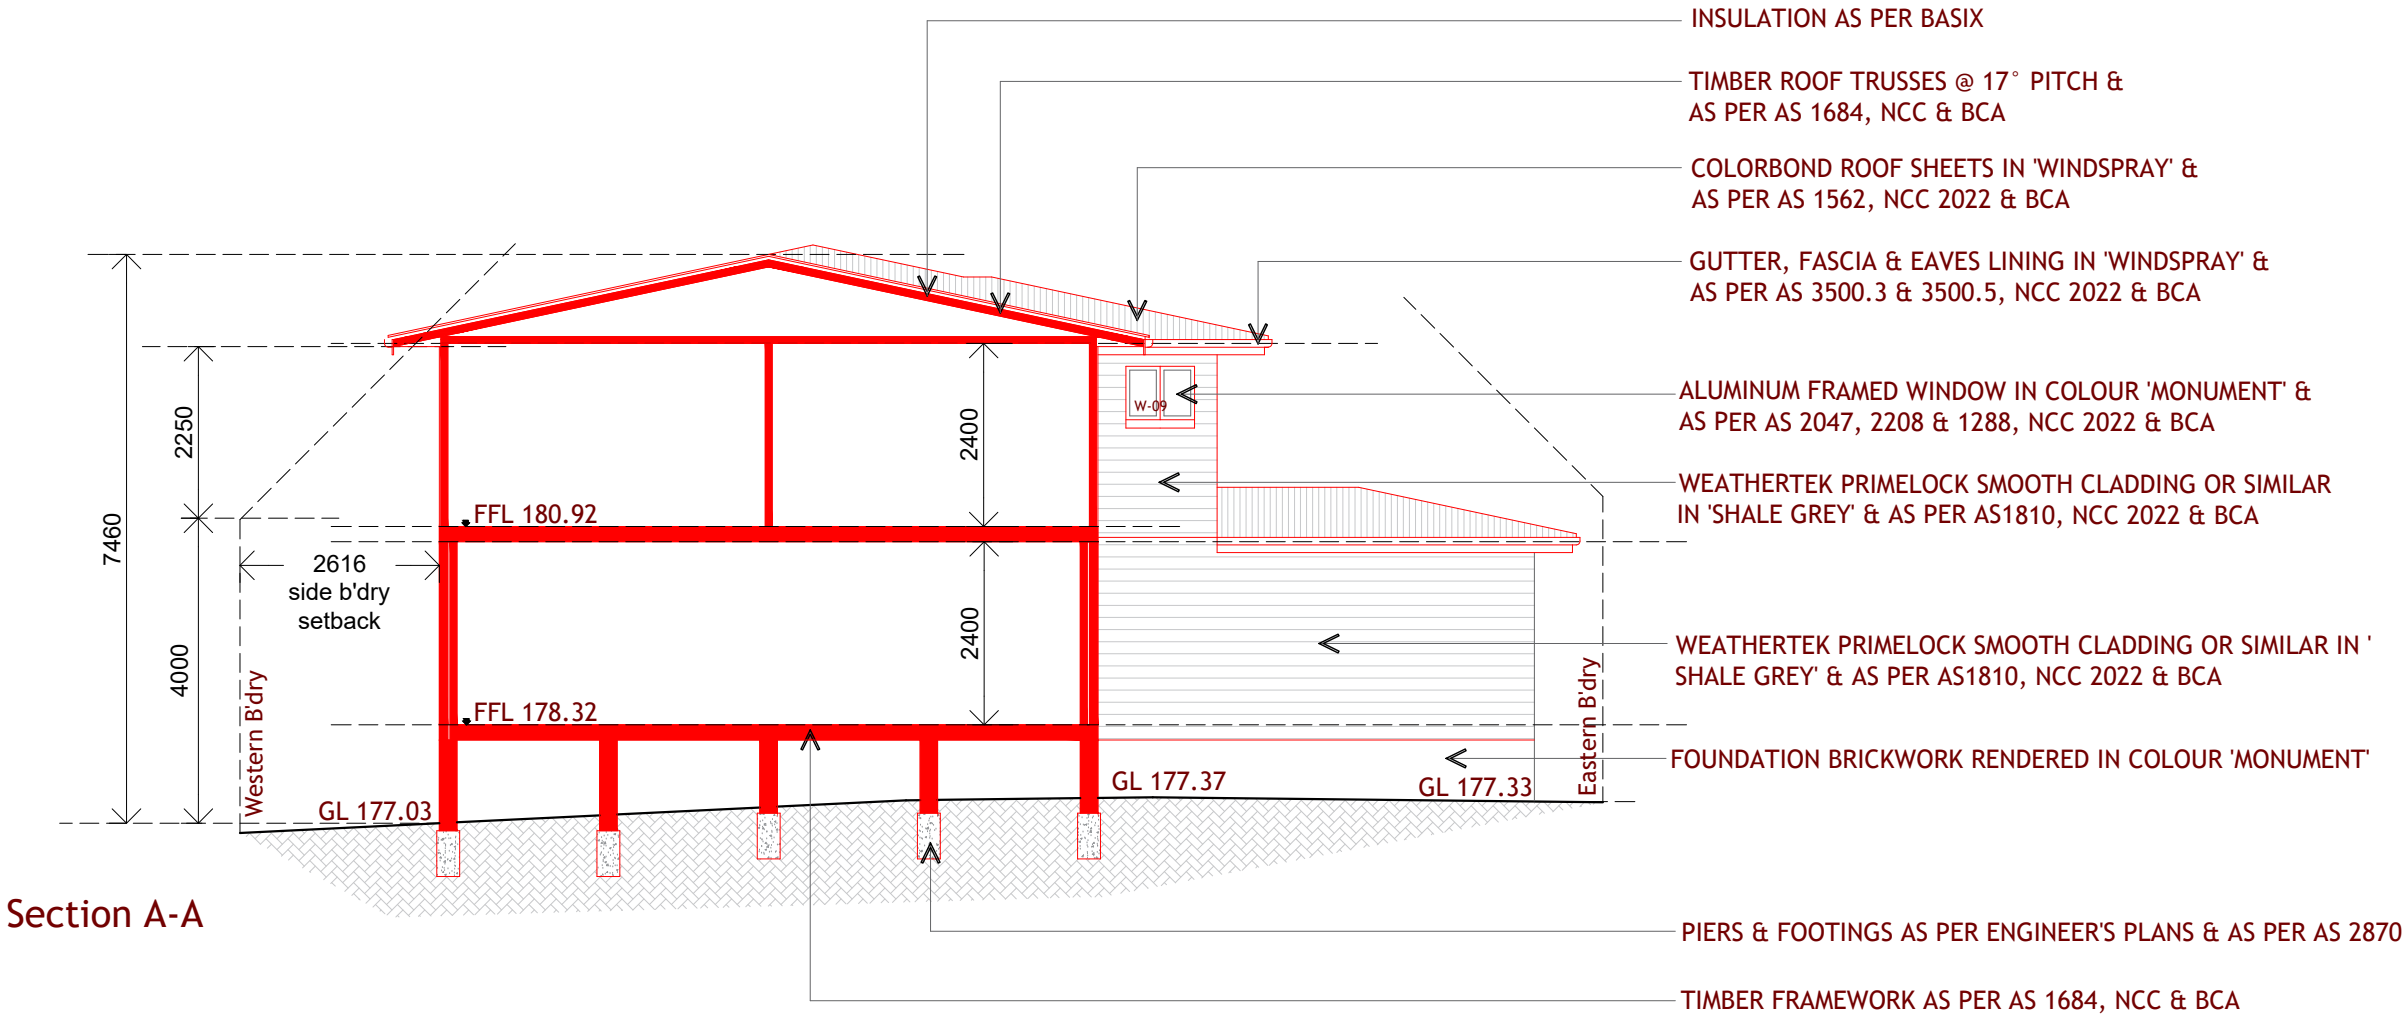 INSULATION AS PER BASIX
TIMBER ROOF TRUSSES @ 17° PITCH &
AS PER AS 1684, NCC & BCA
COLORBOND ROOF SHEETS IN 'WINDSPRAY' &
AS PER AS 1562, NCC 2022 & BCA
GUTTER, FASCIA & EAVES LINING IN 'WINDSPRAY' &
AS PER AS 3500.3 & 3500.5, NCC 2022 & BCA
ALUMINUM FRAMED WINDOW IN COLOUR 'MONUMENT' &
AS PER AS 2047, 2208 & 1288, NCC 2022 & BCA
WEATHERTEK PRIMELOCK SMOOTH CLADDING OR SIMILAR
IN 'SHALE GREY' & AS PER AS1810, NCC 2022 & BCA
WEATHERTEK PRIMELOCK SMOOTH CLADDING OR SIMILAR IN '
SHALE GREY' & AS PER AS1810, NCC 2022 & BCA
FOUNDATION BRICKWORK RENDERED IN COLOUR 'MONUMENT'
PIERS & FOOTINGS AS PER ENGINEER'S PLANS & AS PER AS 2870
TIMBER FRAMEWORK AS PER AS 1684, NCC & BCA
7460
2250
4000
2616
side b'dry
setback
Western B'dry
GL 177.03
FFL 180.92
FFL 178.32
2400
2400
W-09
GL 177.37
GL 177.33
Eastern B'dry
Section A-A